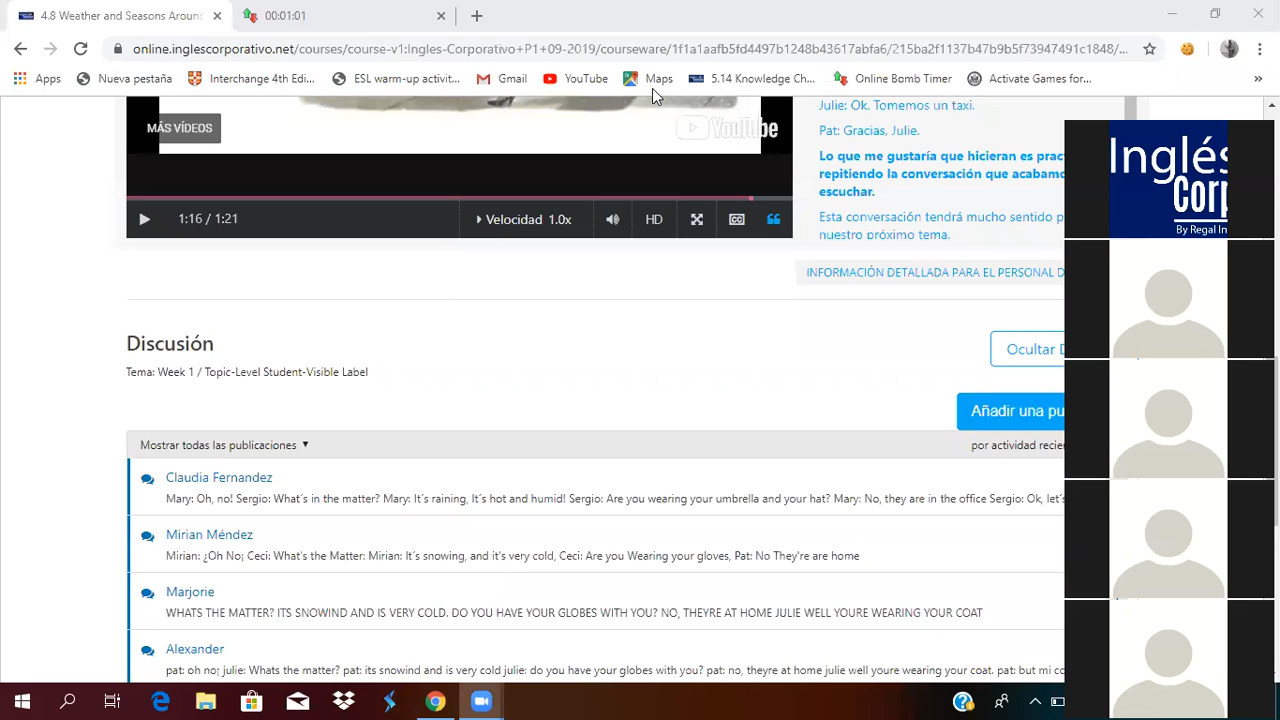 4.8 Weather and Seasons Aroun
00:01:01
online.inglescorporativo.net/courses/course-v1:Ingles-Corporativo+P1+09-2019/courseware/1f1a1aafb5fd4497b1248b43617abfa6/215ba2f1137b47b9b5f73947491c1848/...
Apps
Nueva pestaña
Interchange 4th Edi...
ESL warm-up activit...
Gmail
YouTube
Maps
5.14 Knowledge Ch...
Online Bomb Timer
Activate Games for...
»
MÁS VÍDEOS
YouTube
1:16 / 1:21
Velocidad 1.0x
HD
Julie: Ok, Tomemos un taxi.
Pat: Gracias, Julie.
Lo que me gustaría que hicieran es prac
repitiendo la conversación que acabamo
escuchar.
Esta conversación tendrá mucho sentido p
nuestro próximo tema.
INFORMACIÓN DETALLADA PARA EL PERSONAL D
Inglés
Corp
By Regal In
Discusión
Tema: Week 1 / Topic-Level Student-Visible Label
Ocultar D
Añadir una pu
Mostrar todas las publicaciones
por actividad recie
Claudia Fernandez
Mary: Oh, no! Sergio: What´s in the matter? Mary: It´s raining, It´s hot and humid! Sergio: Are you wearing your umbrella and your hat? Mary: No, they are in the office Sergio: Ok, let´s
Mirian Méndez
Mirian: ¿Oh No; Ceci: What's the Matter: Mirian: It´s snowing, and it's very cold, Ceci: Are you Wearing your gloves, Pat: No They're are home
Marjorie
WHATS THE MATTER? ITS SNOWIND AND IS VERY COLD. DO YOU HAVE YOUR GLOBES WITH YOU? NO, THEYRE AT HOME JULIE WELL YOURE WEARING YOUR COAT
Alexander
pat: oh no; julie: Whats the matter? pat: its snowind and is very cold julie: do you have your globes with you? pat: no, theyre at home julie well youre wearing your coat. pat: but mi co